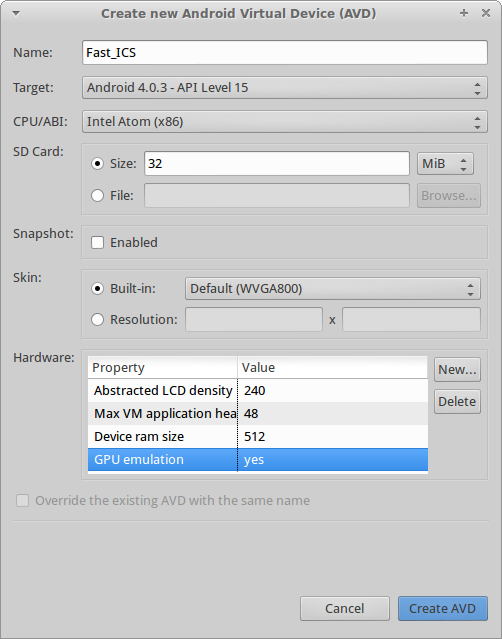 Create new Android Virtual Device (AVD)
Name: Fast_ICS
Target: Android 4.0.3 - API Level 15
CPU/ABI: Intel Atom (x86)
SD Card:
Size: 32 MiB
File: Browse...
Snapshot:
Enabled
Skin:
Built-in: Default (WVGA800)
Resolution: x
Hardware:
Property Value New...
Abstracted LCD density 240
Max VM application hea 48 Delete
Device ram size 512
GPU emulation yes
Override the existing AVD with the same name
Cancel Create AVD